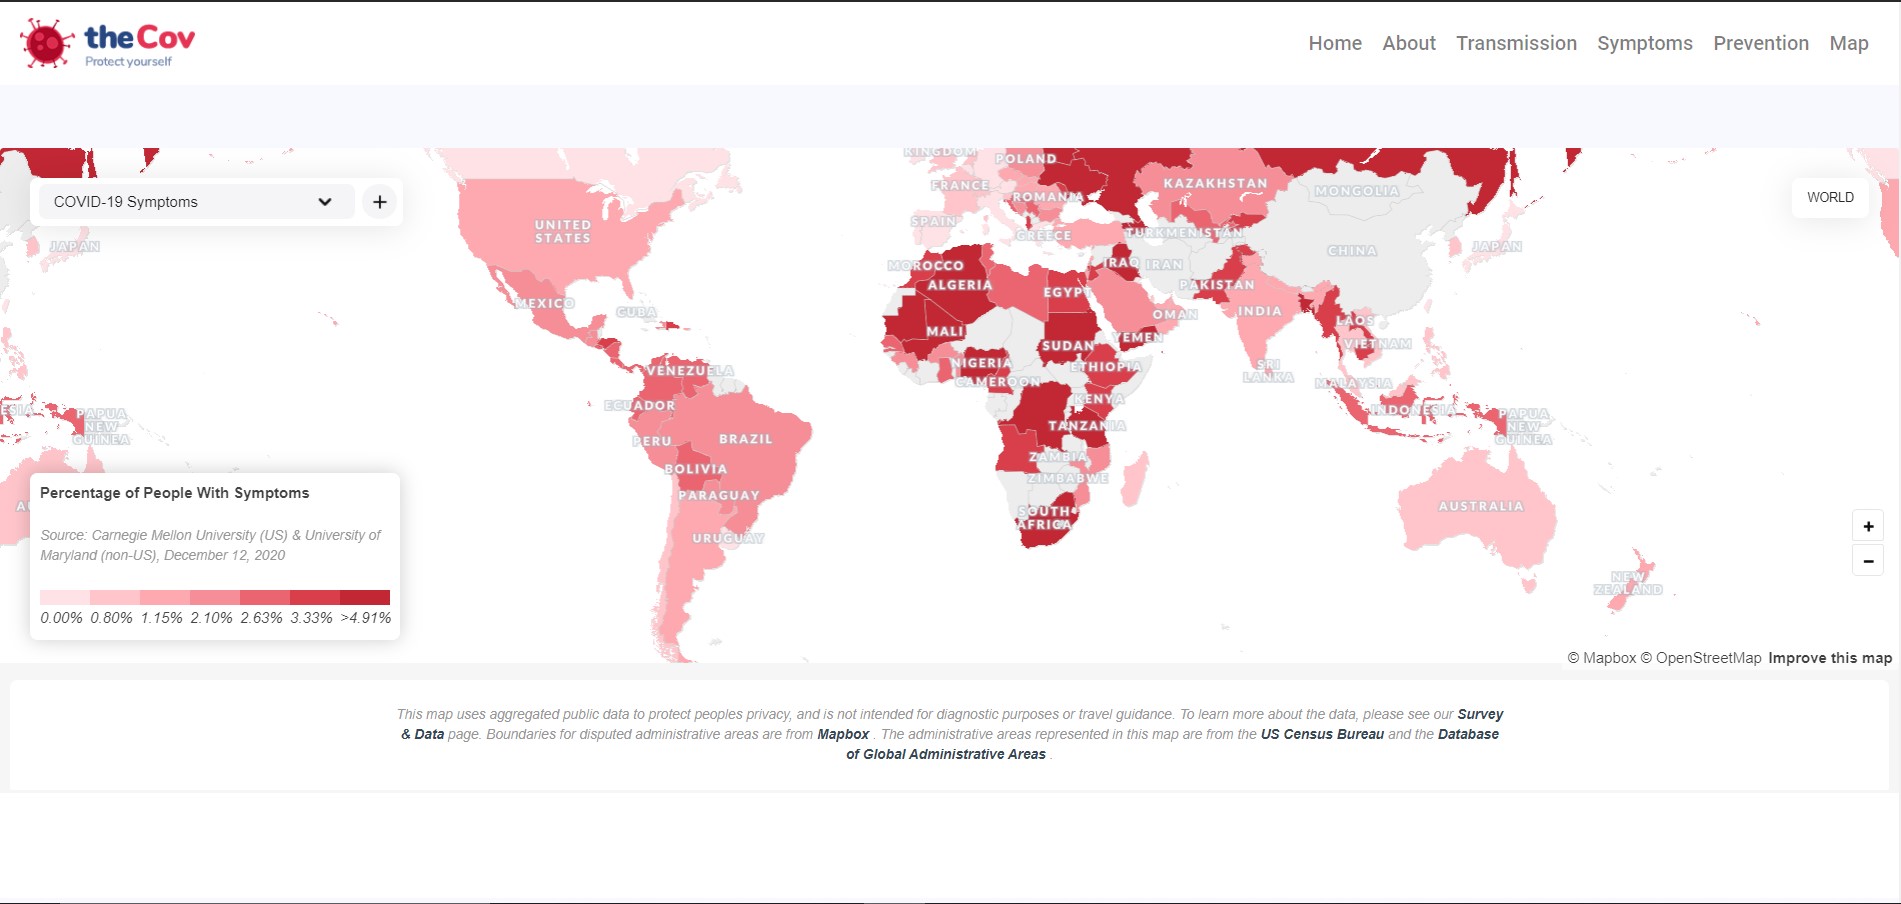 theCov
Protect yourself
Home About Transmission Symptoms Prevention Map
COVID-19 Symptoms
+
WORLD
KINGDOM
POLAND
FRANCE
ROMANIA
KAZAKHSTAN
MONGOLIA
UNITED
STATES
SPAIN
GREECE
TURKMENISTAN
JAPAN
CHINA
JAPAN
MOROCCO
IRAQ
IRAN
ALGERIA
EGYPT
PAKISTAN
MEXICO
CUBA
OMAN
INDIA
LAOS
MALI
SUDAN
YEMEN
VIETNAM
VENEZUELA
NIGERIA
ETHIOPIA
SRI
LANKA
CAMEROON
MALAYSIA
ECUADOR
KENYA
ESIA
PAPUA
NEW
GUINEA
INDONESIA
PAPUA
NEW
GUINEA
PERU
BRAZIL
TANZANIA
BOLIVIA
ZAMBIA
ZIMBABWE
PARAGUAY
AU
SOUTH
AFRICA
AUSTRALIA
URUGUAY
NEW
ZEALAND
Percentage of People With Symptoms
Source: Carnegie Mellon University (US) & University of
Maryland (non-US), December 12, 2020
0.00% 0.80% 1.15% 2.10% 2.63% 3.33% >4.91%
+
−
© Mapbox © OpenStreetMap Improve this map
This map uses aggregated public data to protect peoples privacy, and is not intended for diagnostic purposes or travel guidance. To learn more about the data, please see our Survey
& Data page. Boundaries for disputed administrative areas are from Mapbox . The administrative areas represented in this map are from the US Census Bureau and the Database
of Global Administrative Areas .